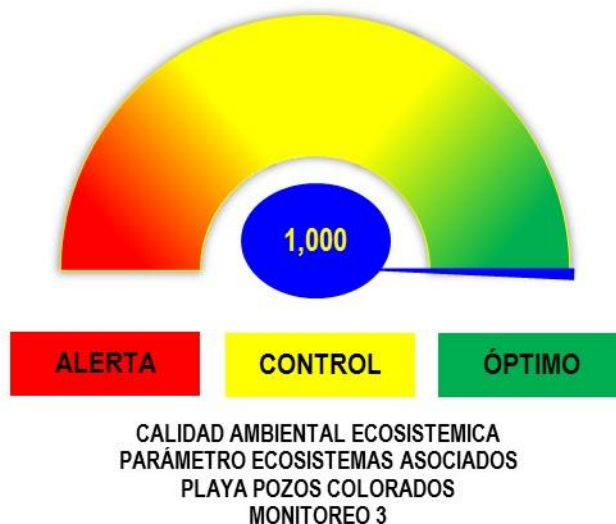 1,000
ALERTA CONTROL ÓPTIMO
CALIDAD AMBIENTAL ECOSISTEMICA
PARÁMETRO ECOSISTEMAS ASOCIADOS
PLAYA POZOS COLORADOS
MONITOREO 3